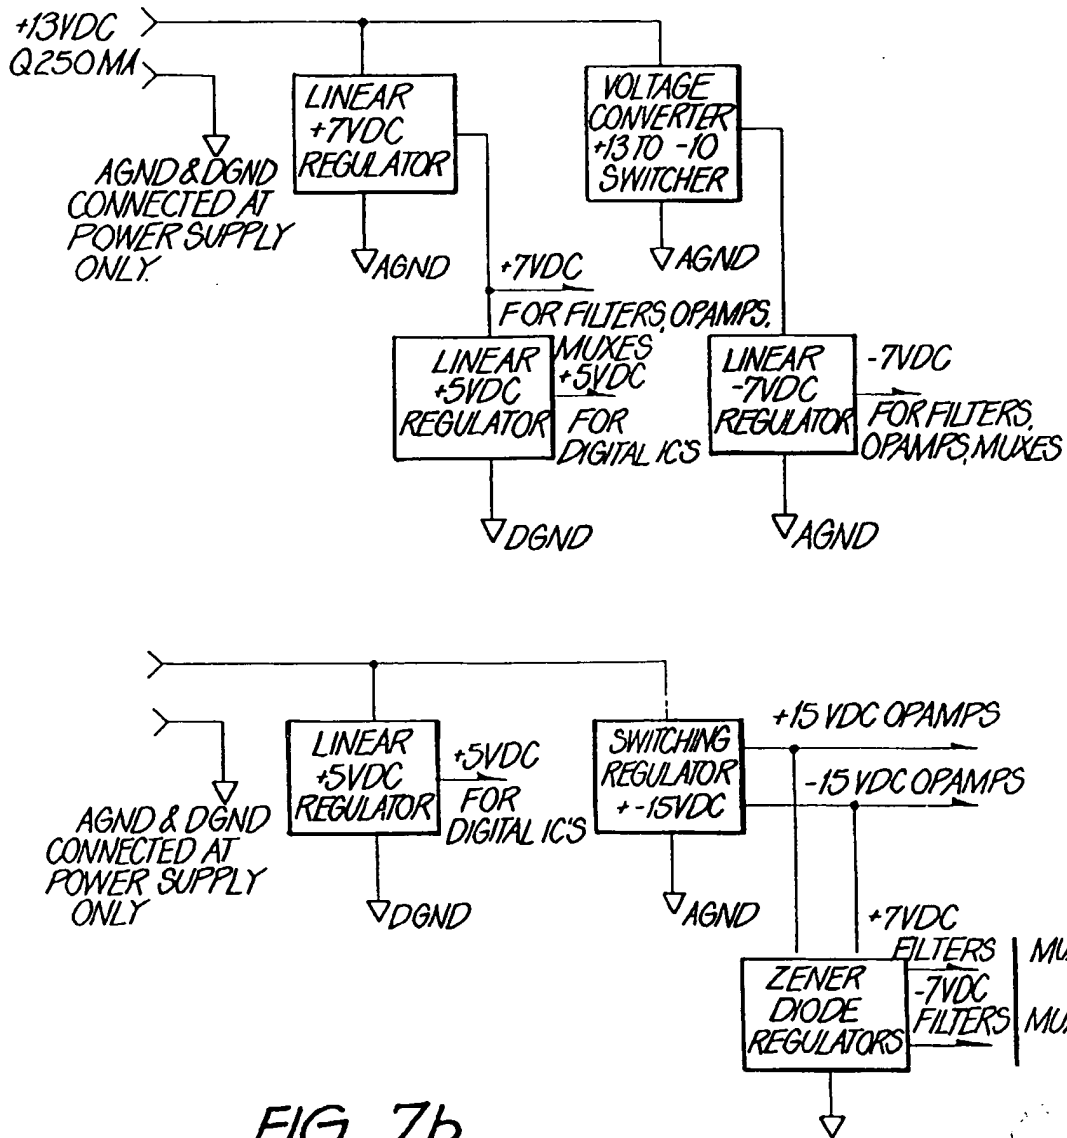 +13VDC
Q250MA
AGND & DGND
CONNECTED AT
POWER SUPPLY
ONLY.
LINEAR
+7VDC
REGULATOR
AGND
VOLTAGE
CONVERTER
+13 TO -10
SWITCHER
AGND
+7VDC
FOR FILTERS, OPAMPS,
MUXES
LINEAR
+5VDC
REGULATOR
+5VDC
FOR
DIGITAL IC'S
DGND
LINEAR
-7VDC
REGULATOR
-7VDC
FOR FILTERS,
OPAMPS, MUXES
AGND
AGND & DGND
CONNECTED AT
POWER SUPPLY
ONLY
LINEAR
+5VDC
REGULATOR
+5VDC
FOR
DIGITAL IC'S
DGND
SWITCHING
REGULATOR
+-15VDC
AGND
+15 VDC OPAMPS
-15 VDC OPAMPS
ZENER
DIODE
REGULATORS
+7VDC
FILTERS
-7VDC
FILTERS
FIG. 7b